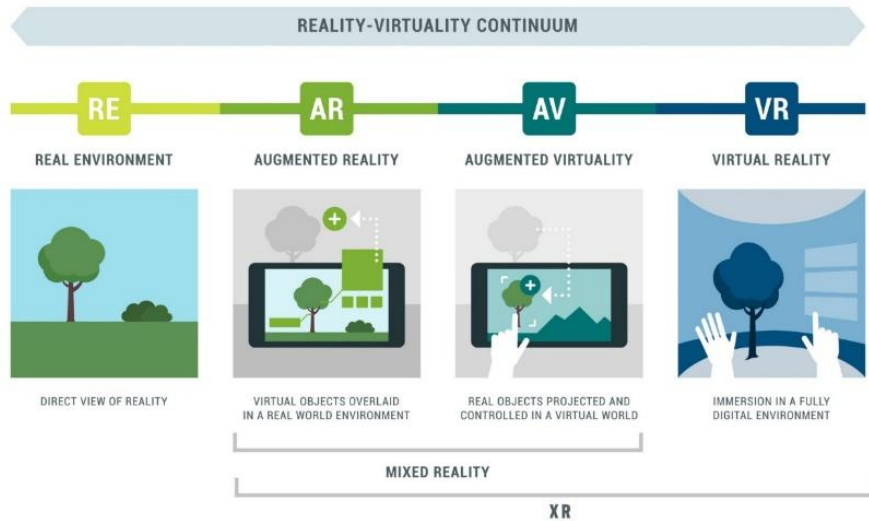 REALITY-VIRTUALITY CONTINUUM
RE
AR
AV
VR
REAL ENVIRONMENT
AUGMENTED REALITY
AUGMENTED VIRTUALITY
VIRTUAL REALITY
DIRECT VIEW OF REALITY
VIRTUAL OBJECTS OVERLAID
IN A REAL WORLD ENVIRONMENT
REAL OBJECTS PROJECTED AND
CONTROLLED IN A VIRTUAL WORLD
IMMERSION IN A FULLY
DIGITAL ENVIRONMENT
MIXED REALITY
XR